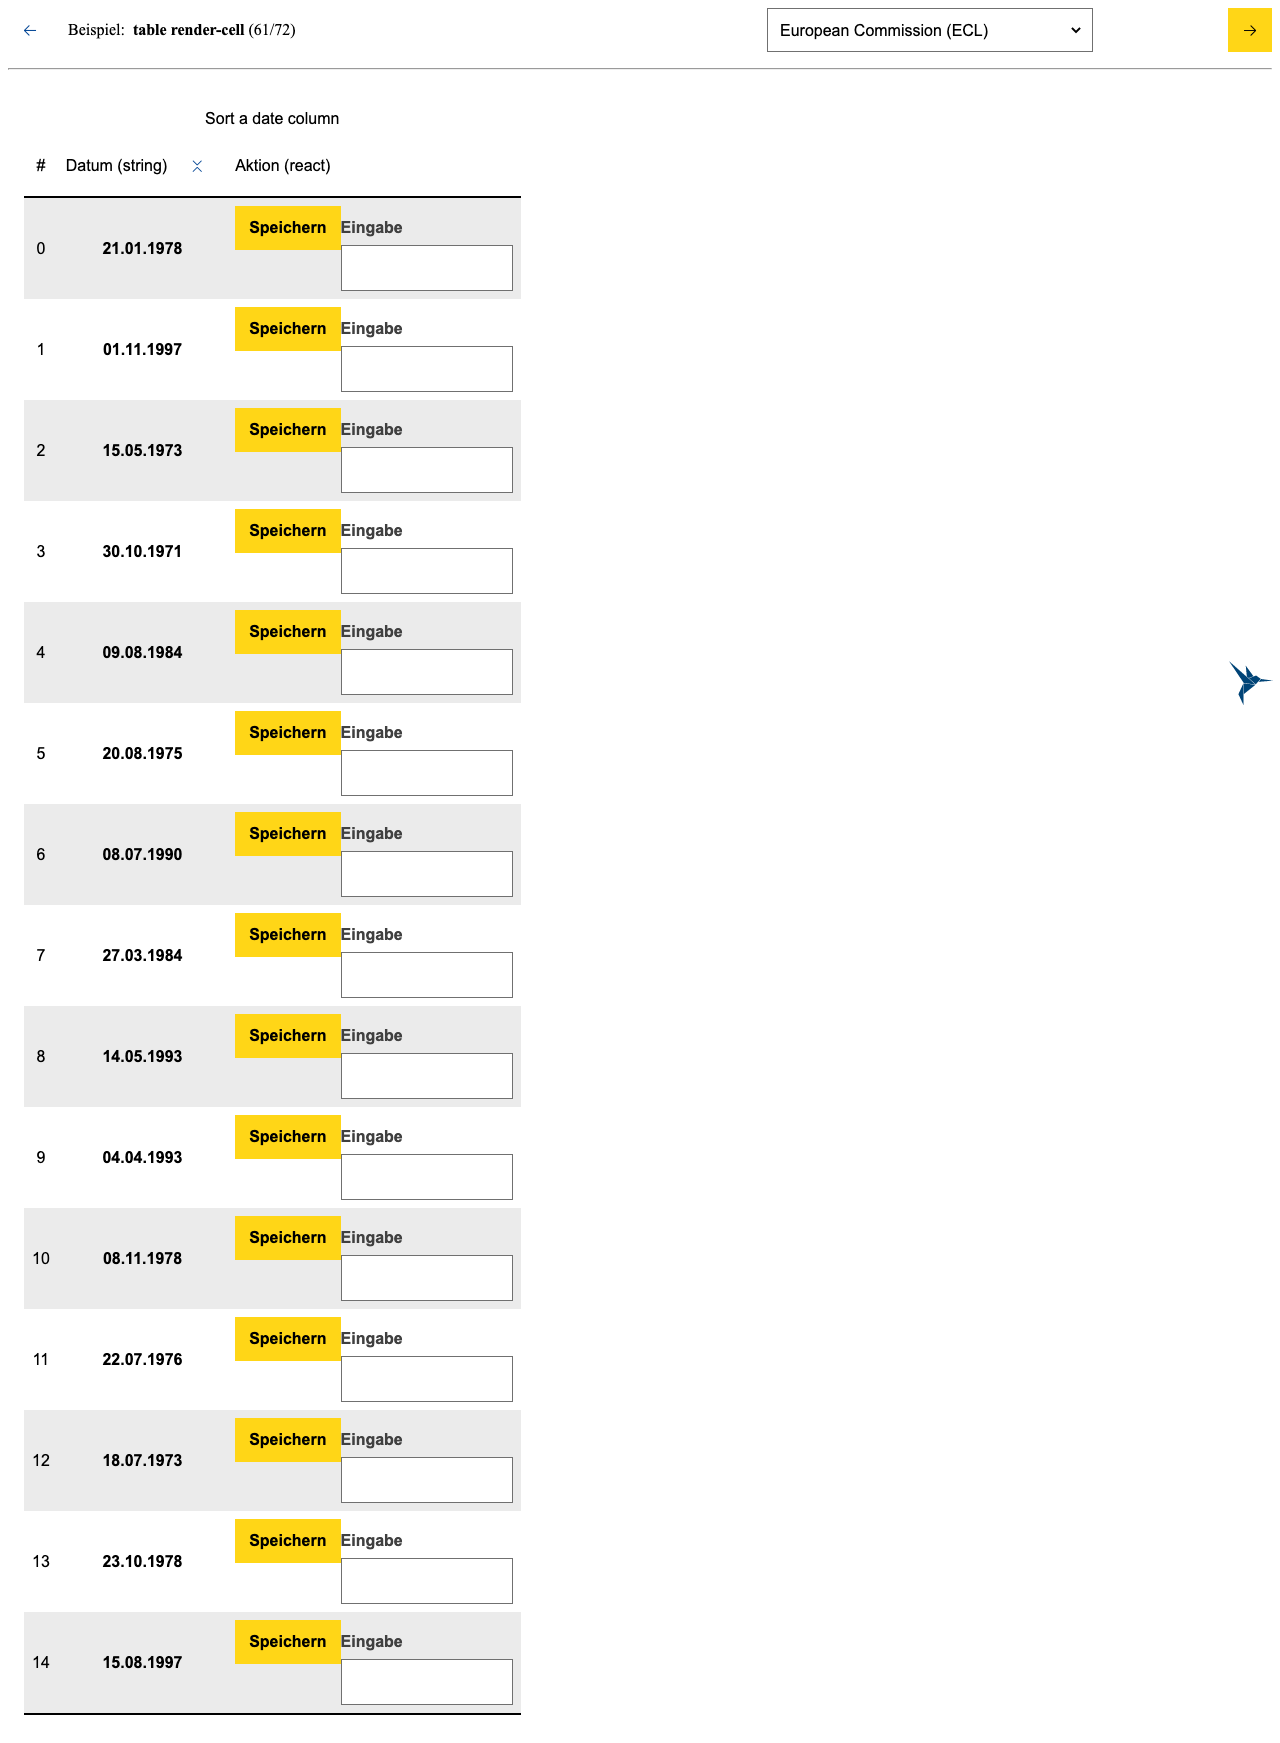 Beispiel: table render-cell (61/72)
European Commission (ECL)
Sort a date column
# Datum (string) Aktion (react)
0 21.01.1978 Speichern Eingabe
1 01.11.1997 Speichern Eingabe
2 15.05.1973 Speichern Eingabe
3 30.10.1971 Speichern Eingabe
4 09.08.1984 Speichern Eingabe
5 20.08.1975 Speichern Eingabe
6 08.07.1990 Speichern Eingabe
7 27.03.1984 Speichern Eingabe
8 14.05.1993 Speichern Eingabe
9 04.04.1993 Speichern Eingabe
10 08.11.1978 Speichern Eingabe
11 22.07.1976 Speichern Eingabe
12 18.07.1973 Speichern Eingabe
13 23.10.1978 Speichern Eingabe
14 15.08.1997 Speichern Eingabe